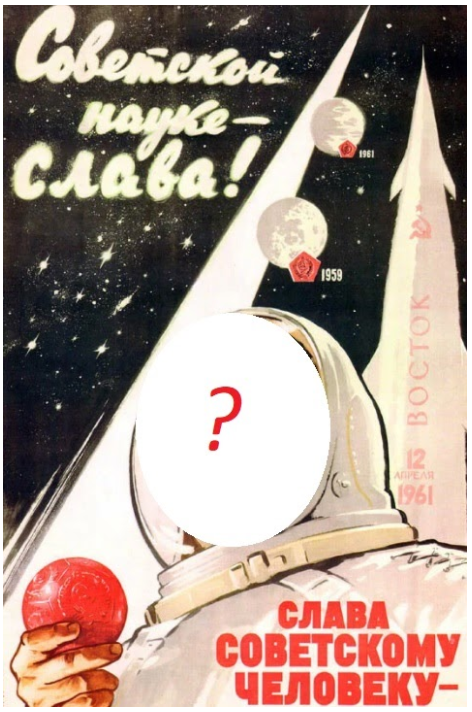 Советской
науке –
слава!
1961
1959
ВОСТОК
12
АПРЕЛЯ
1961
?
СЛАВА
СОВЕТСКОМУ
ЧЕЛОВЕКУ–